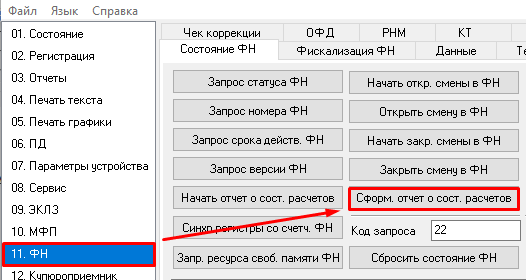 Файл Язык Справка
01. Состояние
02. Регистрация
03. Отчеты
04. Печать текста
05. Печать графики
06. ПД
07. Параметры устройства
08. Сервис
09. ЭКЛЗ
10. МФП
11. ФН
12. Купюроприемник
Чек коррекции ОФД РНМ КТ
Состояние ФН Фискализация ФН Данные
Запрос статуса ФН Начать откр. смены в ФН
Запрос номера ФН Открыть смену в ФН
Запрос срока действ. ФН Начать закр. смены в ФН
Запрос версии ФН Закрыть смену в ФН
Начать отчет о сост. расчетов Сформ. отчет о сост. расчетов
Синхр.регистры со счетч. ФН Код запроса 22
Запр. ресурса своб. памяти ФН Сбросить состояние ФН